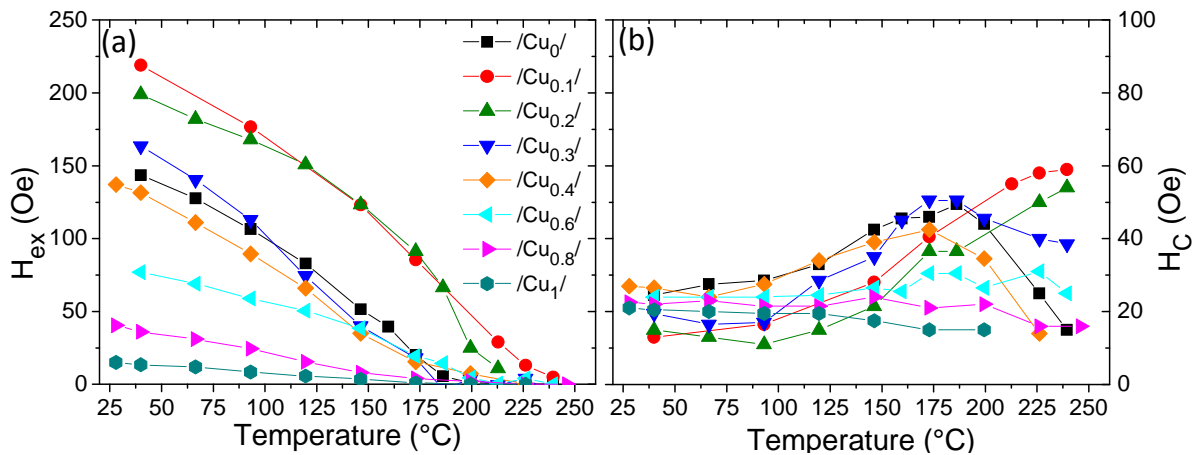 (a)
250
200
150
100
50
0
H_ex (Oe)
25 50 75 100 125 150 175 200 225 250
Temperature (°C)
/Cu_0/
/Cu_0.1/
/Cu_0.2/
/Cu_0.3/
/Cu_0.4/
/Cu_0.6/
/Cu_0.8/
/Cu_1/
(b)
100
80
60
40
20
0
H_C (Oe)
25 50 75 100 125 150 175 200 225 250
Temperature (°C)